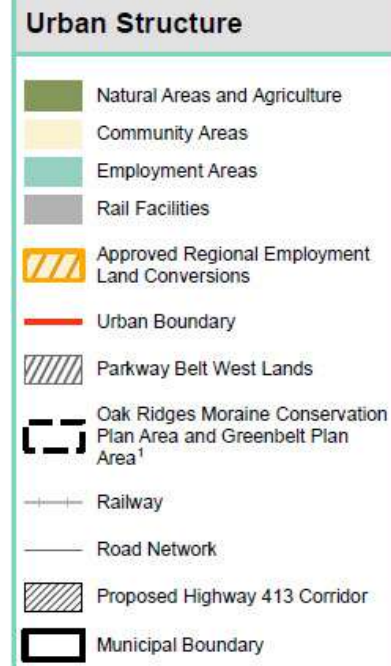 Urban Structure
Natural Areas and Agriculture
Community Areas
Employment Areas
Rail Facilities
Approved Regional Employment
Land Conversions
Urban Boundary
Parkway Belt West Lands
Oak Ridges Moraine Conservation
Plan Area and Greenbelt Plan
Area¹
Railway
Road Network
Proposed Highway 413 Corridor
Municipal Boundary